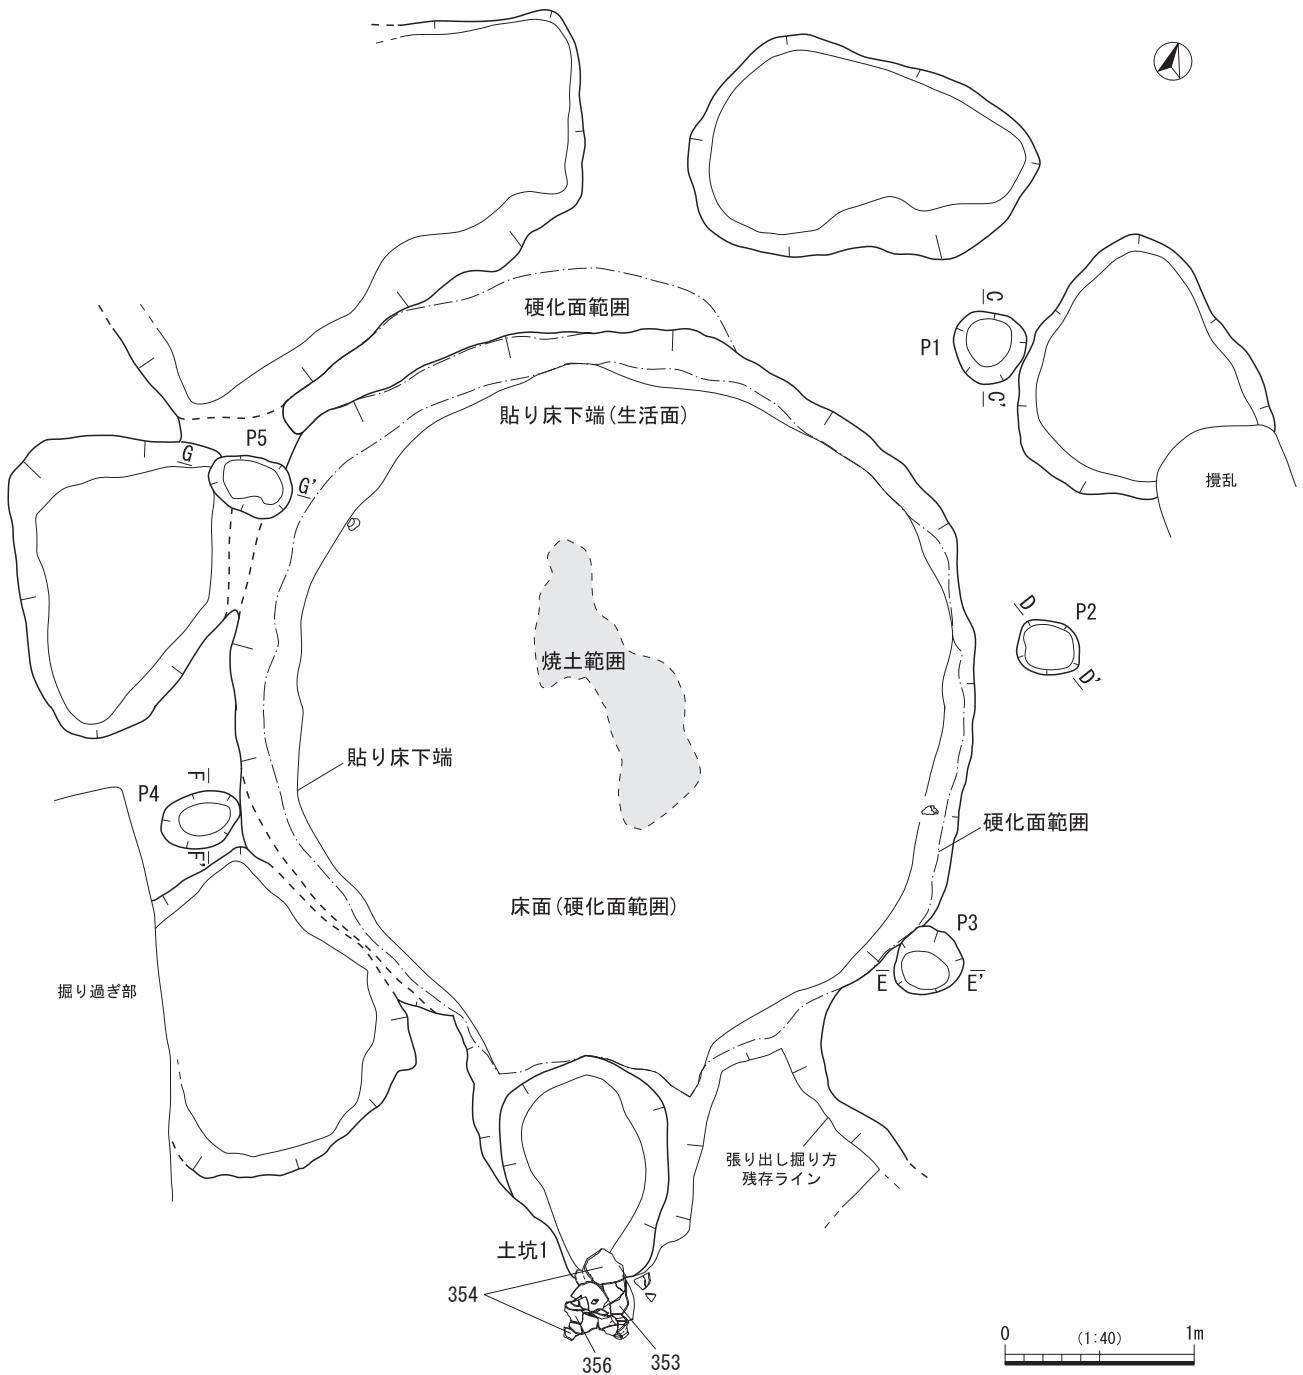 硬化面範囲
C
P1
C'
貼り床下端(生活面)
P5
G
G'
攪乱
D
P2
D'
焼土範囲
貼り床下端
F
P4
F'
硬化面範囲
床面(硬化面範囲)
P3
E
E'
掘り過ぎ部
張り出し掘り方
残存ライン
土坑1
354
356
353
0
(1:40)
1m